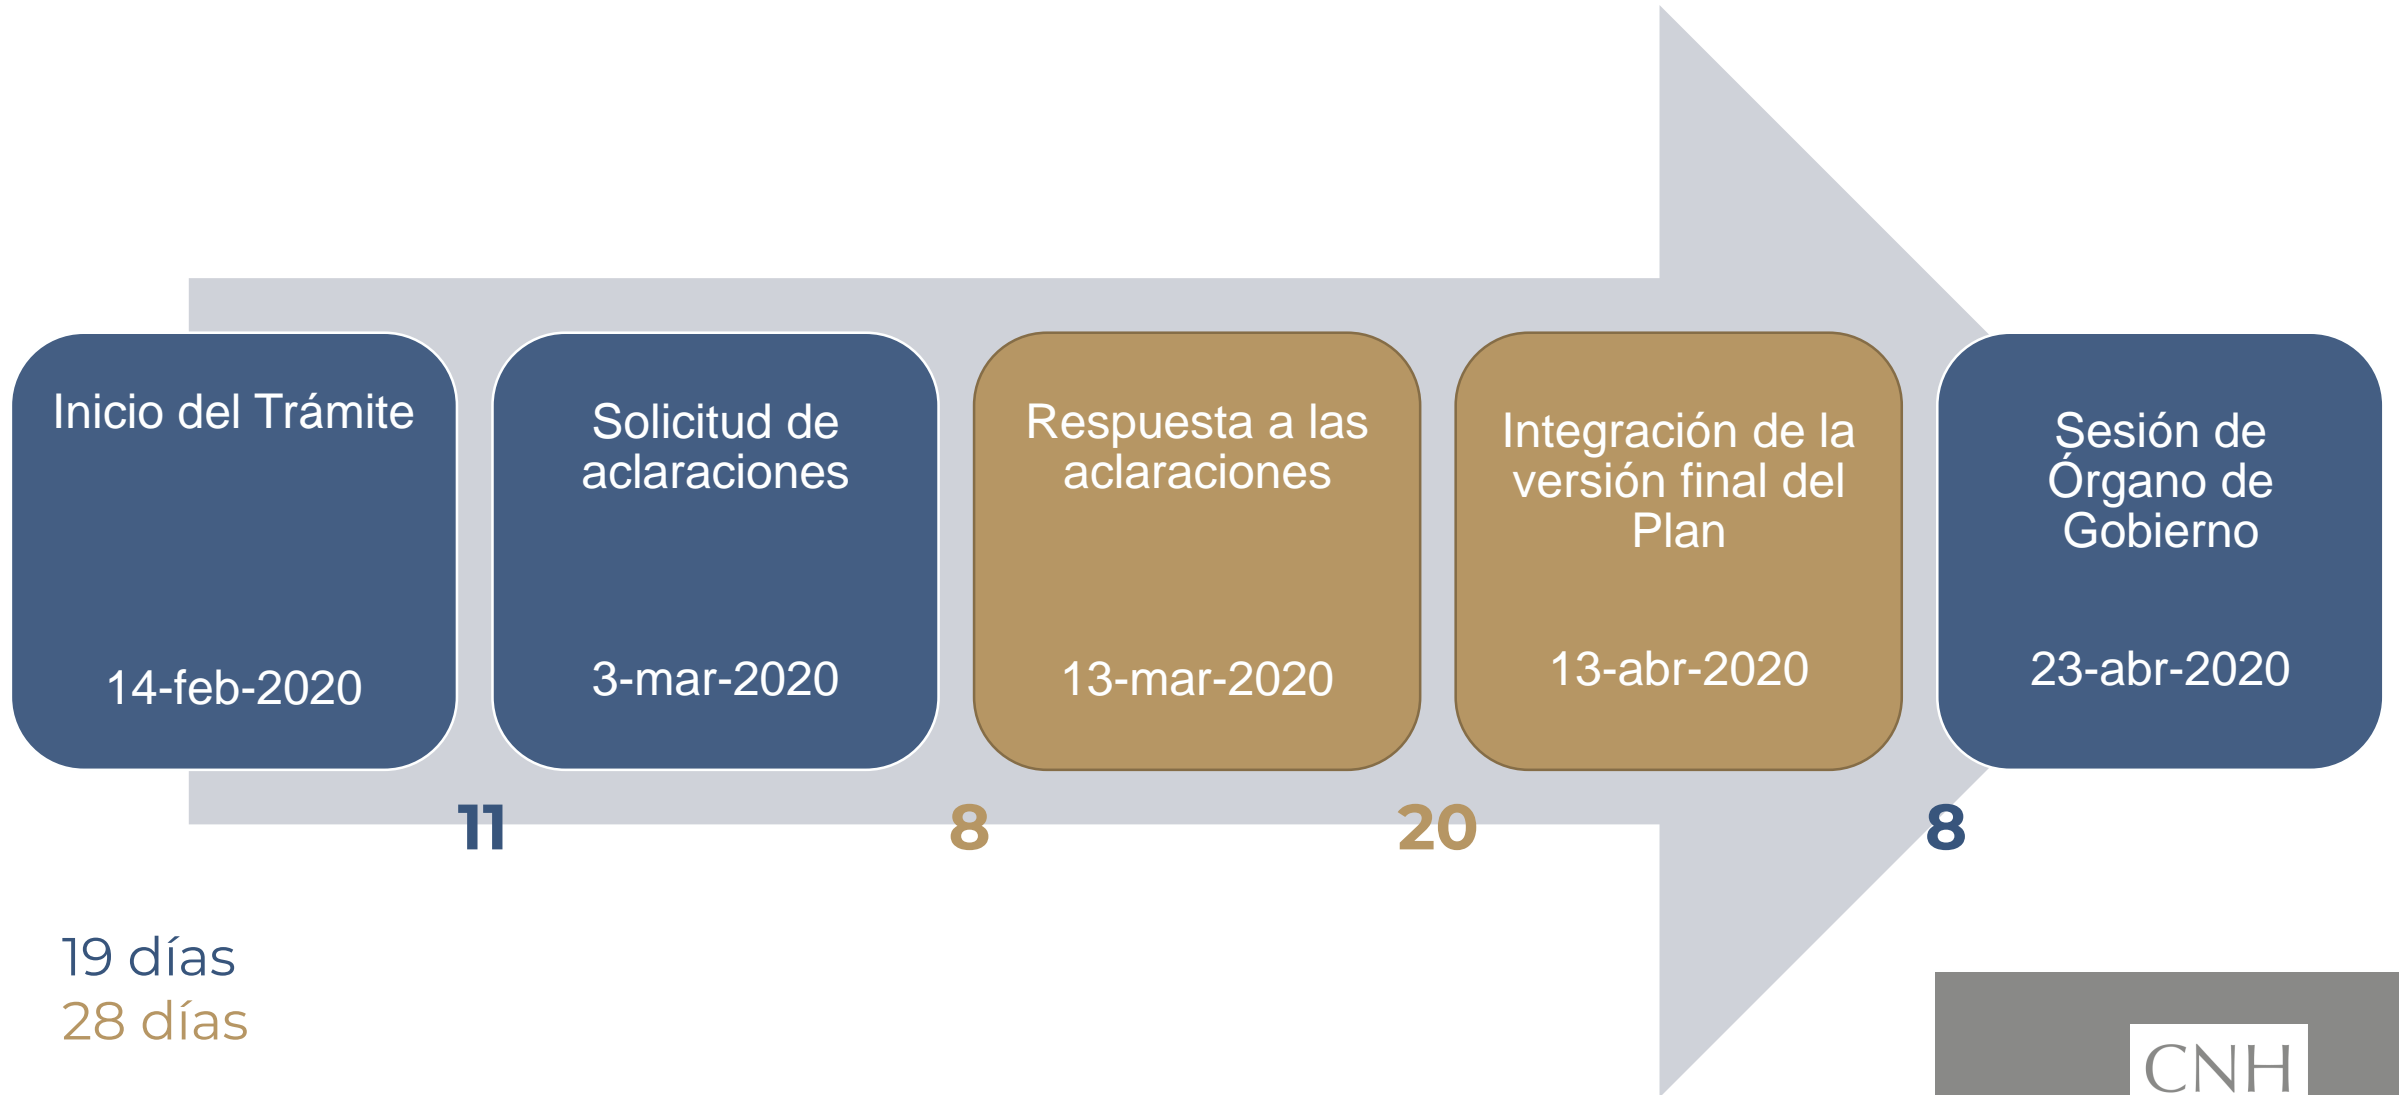 Inicio del Trámite
14-feb-2020
Solicitud de
aclaraciones
3-mar-2020
Respuesta a las
aclaraciones
13-mar-2020
Integración de la
versión final del
Plan
13-abr-2020
Sesión de
Órgano de
Gobierno
23-abr-2020
11
8
20
8
19 días
28 días
CNH